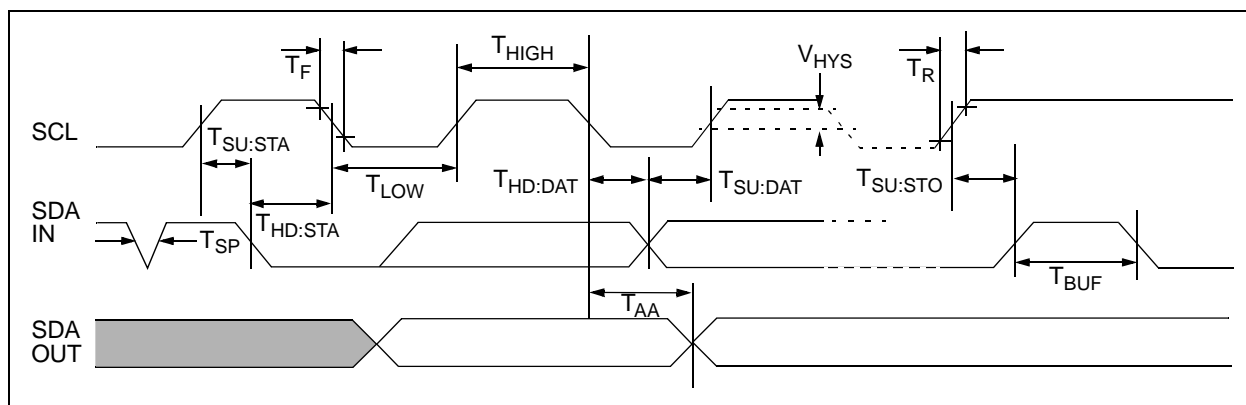 T_F
T_HIGH
V_HYS
T_R
SCL
T_SU:STA
T_LOW
T_HD:DAT
T_SU:DAT
T_SU:STO
SDA
IN
T_SP
T_HD:STA
T_BUF
T_AA
SDA
OUT